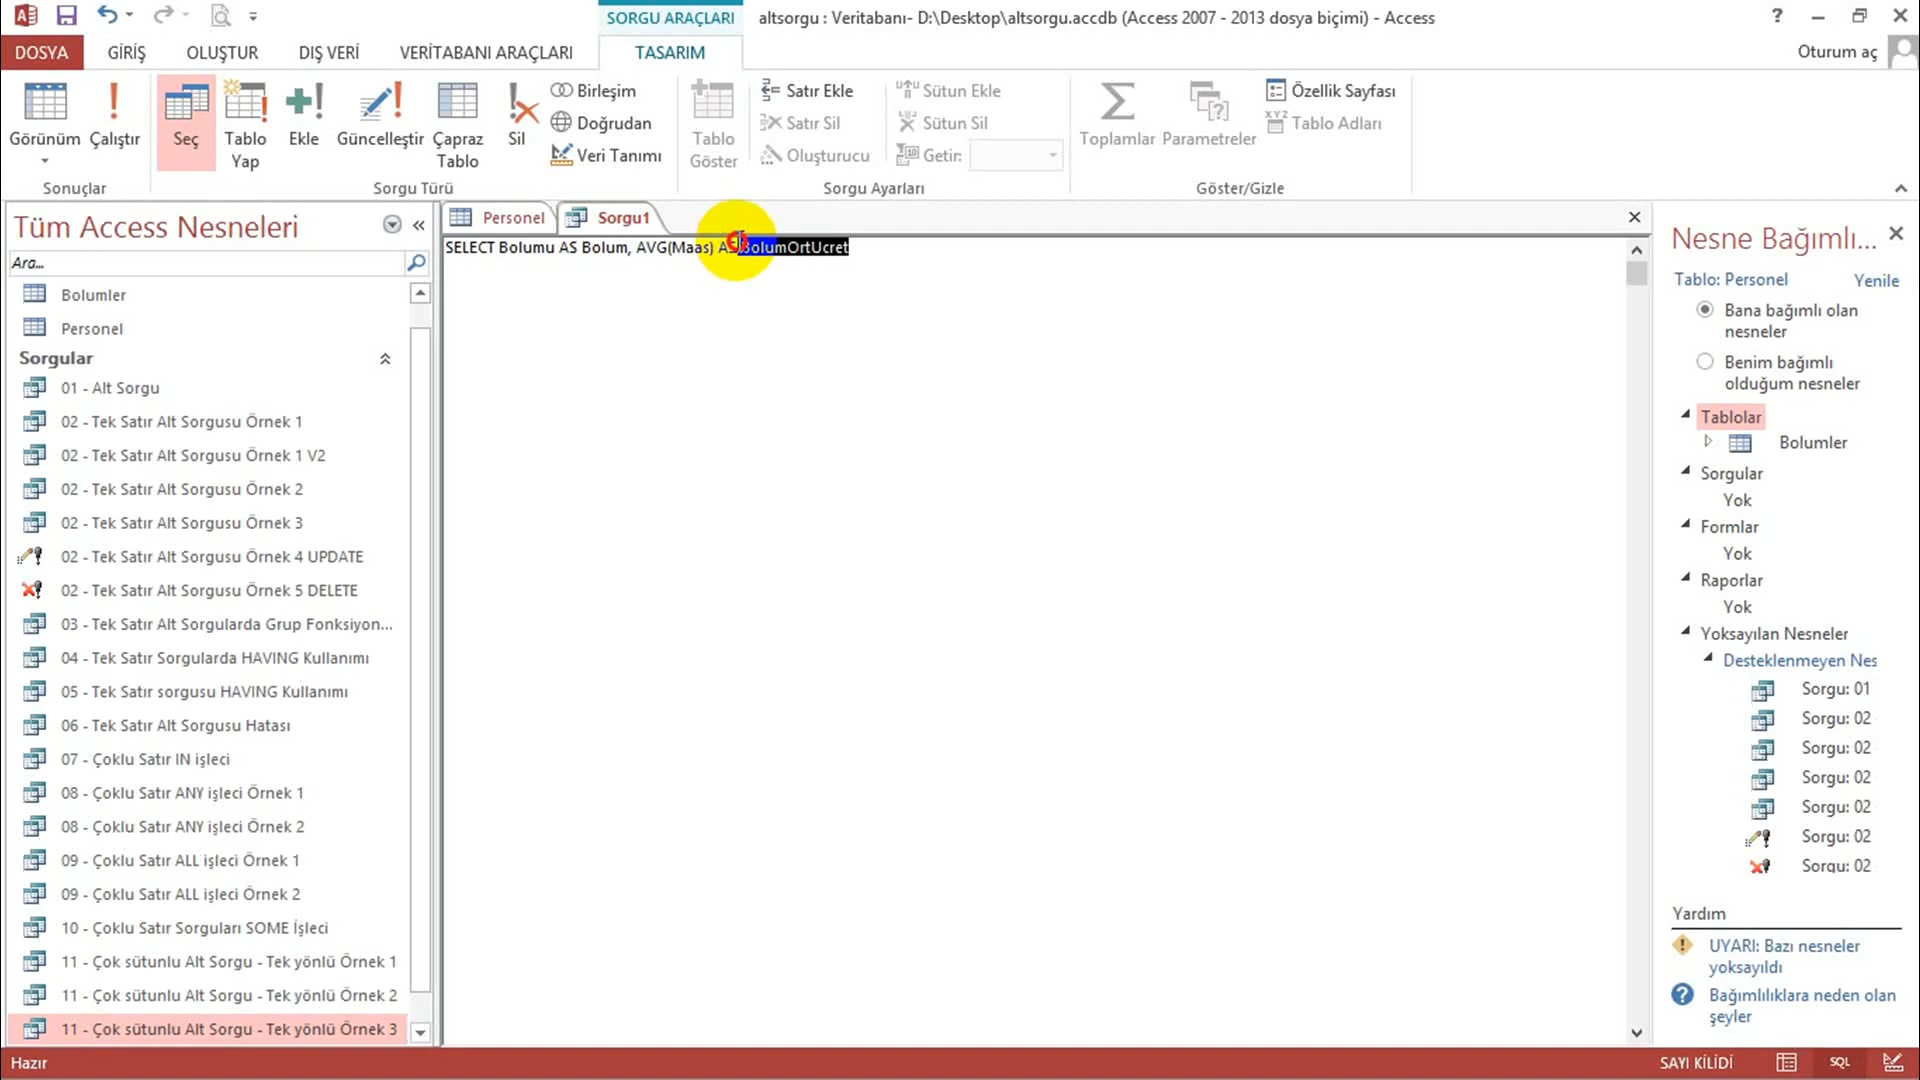 SORGU ARAÇLARI
altsorgu : Veritabanı- D:\Desktop\altsorgu.accdb (Access 2007 - 2013 dosya biçimi) - Access
?
DOSYA
GİRİŞ
OLUŞTUR
DIŞ VERİ
VERİTABANI ARAÇLARI
TASARIM
Oturum aç
Görünüm
Çalıştır
Seç
Tablo Yap
Ekle
Güncelleştir
Çapraz Tablo
Sil
Birleşim
Doğrudan
Veri Tanımı
Tablo Göster
Satır Ekle
Satır Sil
Oluşturucu
Sütun Ekle
Sütun Sil
Getir:
Toplamlar
Parametreler
Özellik Sayfası
Tablo Adları
Sonuçlar
Sorgu Türü
Sorgu Ayarları
Göster/Gizle
Tüm Access Nesneleri
Ara...
Bolumler
Personel
Sorgular
01 - Alt Sorgu
02 - Tek Satır Alt Sorgusu Örnek 1
02 - Tek Satır Alt Sorgusu Örnek 1 V2
02 - Tek Satır Alt Sorgusu Örnek 2
02 - Tek Satır Alt Sorgusu Örnek 3
02 - Tek Satır Alt Sorgusu Örnek 4 UPDATE
02 - Tek Satır Alt Sorgusu Örnek 5 DELETE
03 - Tek Satır Alt Sorgularda Grup Fonksiyon...
04 - Tek Satır Sorgularda HAVING Kullanımı
05 - Tek Satır sorgusu HAVING Kullanımı
06 - Tek Satır Alt Sorgusu Hatası
07 - Çoklu Satır IN işleci
08 - Çoklu Satır ANY işleci Örnek 1
08 - Çoklu Satır ANY işleci Örnek 2
09 - Çoklu Satır ALL işleci Örnek 1
09 - Çoklu Satır ALL işleci Örnek 2
10 - Çoklu Satır Sorguları SOME İşleci
11 - Çok sütunlu Alt Sorgu - Tek yönlü Örnek 1
11 - Çok sütunlu Alt Sorgu - Tek yönlü Örnek 2
11 - Çok sütunlu Alt Sorgu - Tek yönlü Örnek 3
Personel
Sorgu1
SELECT Bolumu AS Bolum, AVG(Maas) AS BolumOrtUcret
Nesne Bağımlı...
Tablo: Personel
Yenile
Bana bağımlı olan
nesneler
Benim bağımlı
olduğum nesneler
Tablolar
Bolumler
Sorgular
Yok
Formlar
Yok
Raporlar
Yok
Yoksayılan Nesneler
Desteklenmeyen Nes
Sorgu: 01
Sorgu: 02
Sorgu: 02
Sorgu: 02
Sorgu: 02
Sorgu: 02
Sorgu: 02
Yardım
UYARI: Bazı nesneler
yoksayıldı
Bağımlılıklara neden olan
şeyler
Hazır
SAYI KİLİDİ
SQL